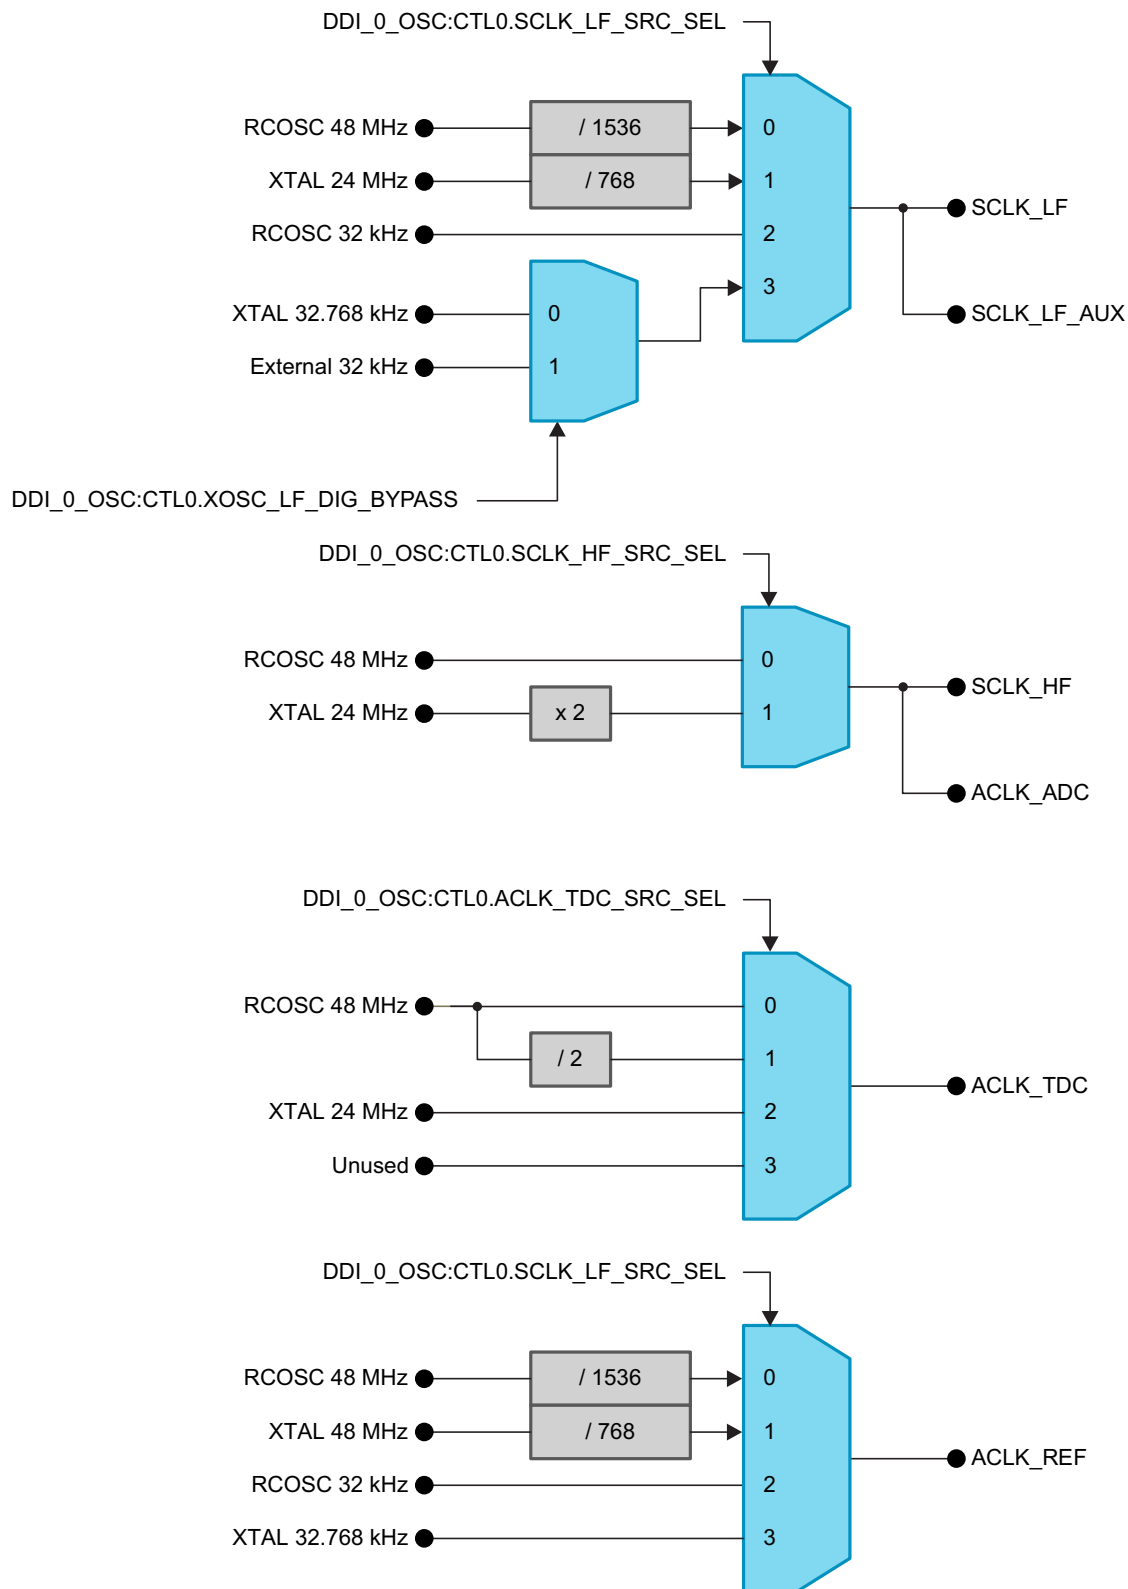 DDI_0_OSC:CTL0.SCLK_LF_SRC_SEL
RCOSC 48 MHz / 1536 0
XTAL 24 MHz / 768 1
SCLK_LF
RCOSC 32 kHz 2
3
XTAL 32.768 kHz 0
SCLK_LF_AUX
External 32 kHz 1
DDI_0_OSC:CTL0.XOSC_LF_DIG_BYPASS
DDI_0_OSC:CTL0.SCLK_HF_SRC_SEL
RCOSC 48 MHz 0
SCLK_HF
XTAL 24 MHz x 2 1
ACLK_ADC
DDI_0_OSC:CTL0.ACLK_TDC_SRC_SEL
RCOSC 48 MHz 0
/ 2 1
ACLK_TDC
XTAL 24 MHz 2
Unused 3
DDI_0_OSC:CTL0.SCLK_LF_SRC_SEL
RCOSC 48 MHz / 1536 0
XTAL 48 MHz / 768 1
ACLK_REF
RCOSC 32 kHz 2
XTAL 32.768 kHz 3